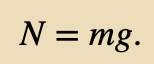 N = mg.